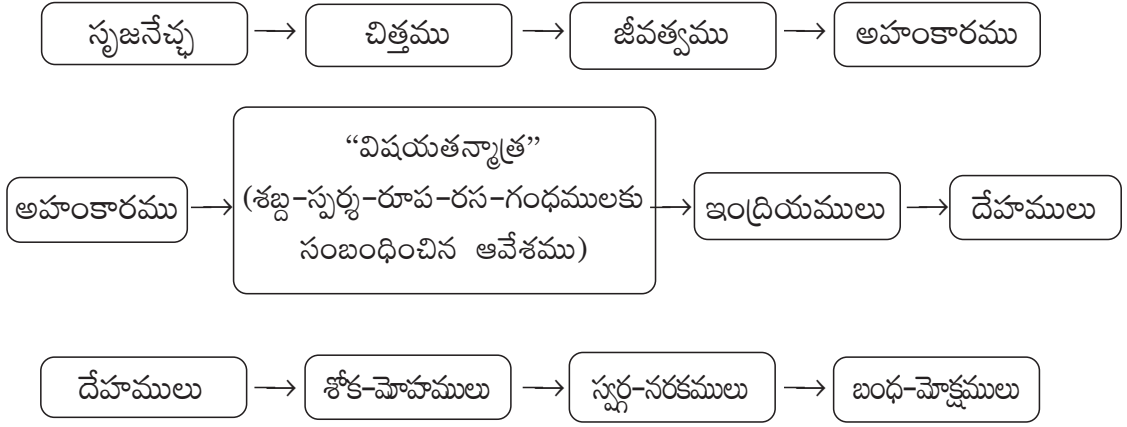 సృజనేచ్ఛ → చిత్తము → జీవత్వము → అహంకారము
అహంకారము → “విషయతన్మాత్ర”
(శబ్ద-స్పర్శ-రూప-రస-గంధములకు
సంబంధించిన ఆవేశము) → ఇంద్రియములు → దేహములు
దేహములు → శోక-మోహములు → స్వర్గ-నరకములు → బంధ-మోక్షములు